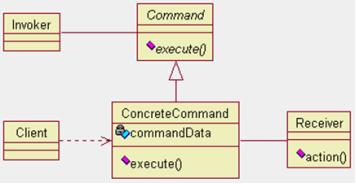 Command
Invoker
execute()
ConcreteCommand
commandData
execute()
Client
Receiver
action()